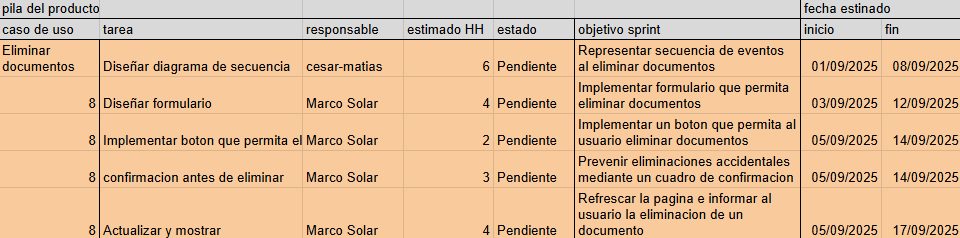 pila del producto fecha estinado
caso de uso tarea responsable estimado HH estado objetivo sprint inicio fin
Eliminar documentos Diseñar diagrama de secuencia cesar-matias 6 Pendiente Representar secuencia de eventos al eliminar documentos 01/09/2025 08/09/2025
8 Diseñar formulario Marco Solar 4 Pendiente Implementar formulario que permita eliminar documentos 03/09/2025 12/09/2025
8 Implementar boton que permita el Marco Solar 2 Pendiente Implementar un boton que permita al usuario eliminar documentos 05/09/2025 14/09/2025
8 confirmacion antes de eliminar Marco Solar 3 Pendiente Prevenir eliminaciones accidentales mediante un cuadro de confirmacion 05/09/2025 14/09/2025
8 Actualizar y mostrar Marco Solar 4 Pendiente Refrescar la pagina e informar al usuario la eliminacion de un documento 05/09/2025 17/09/2025